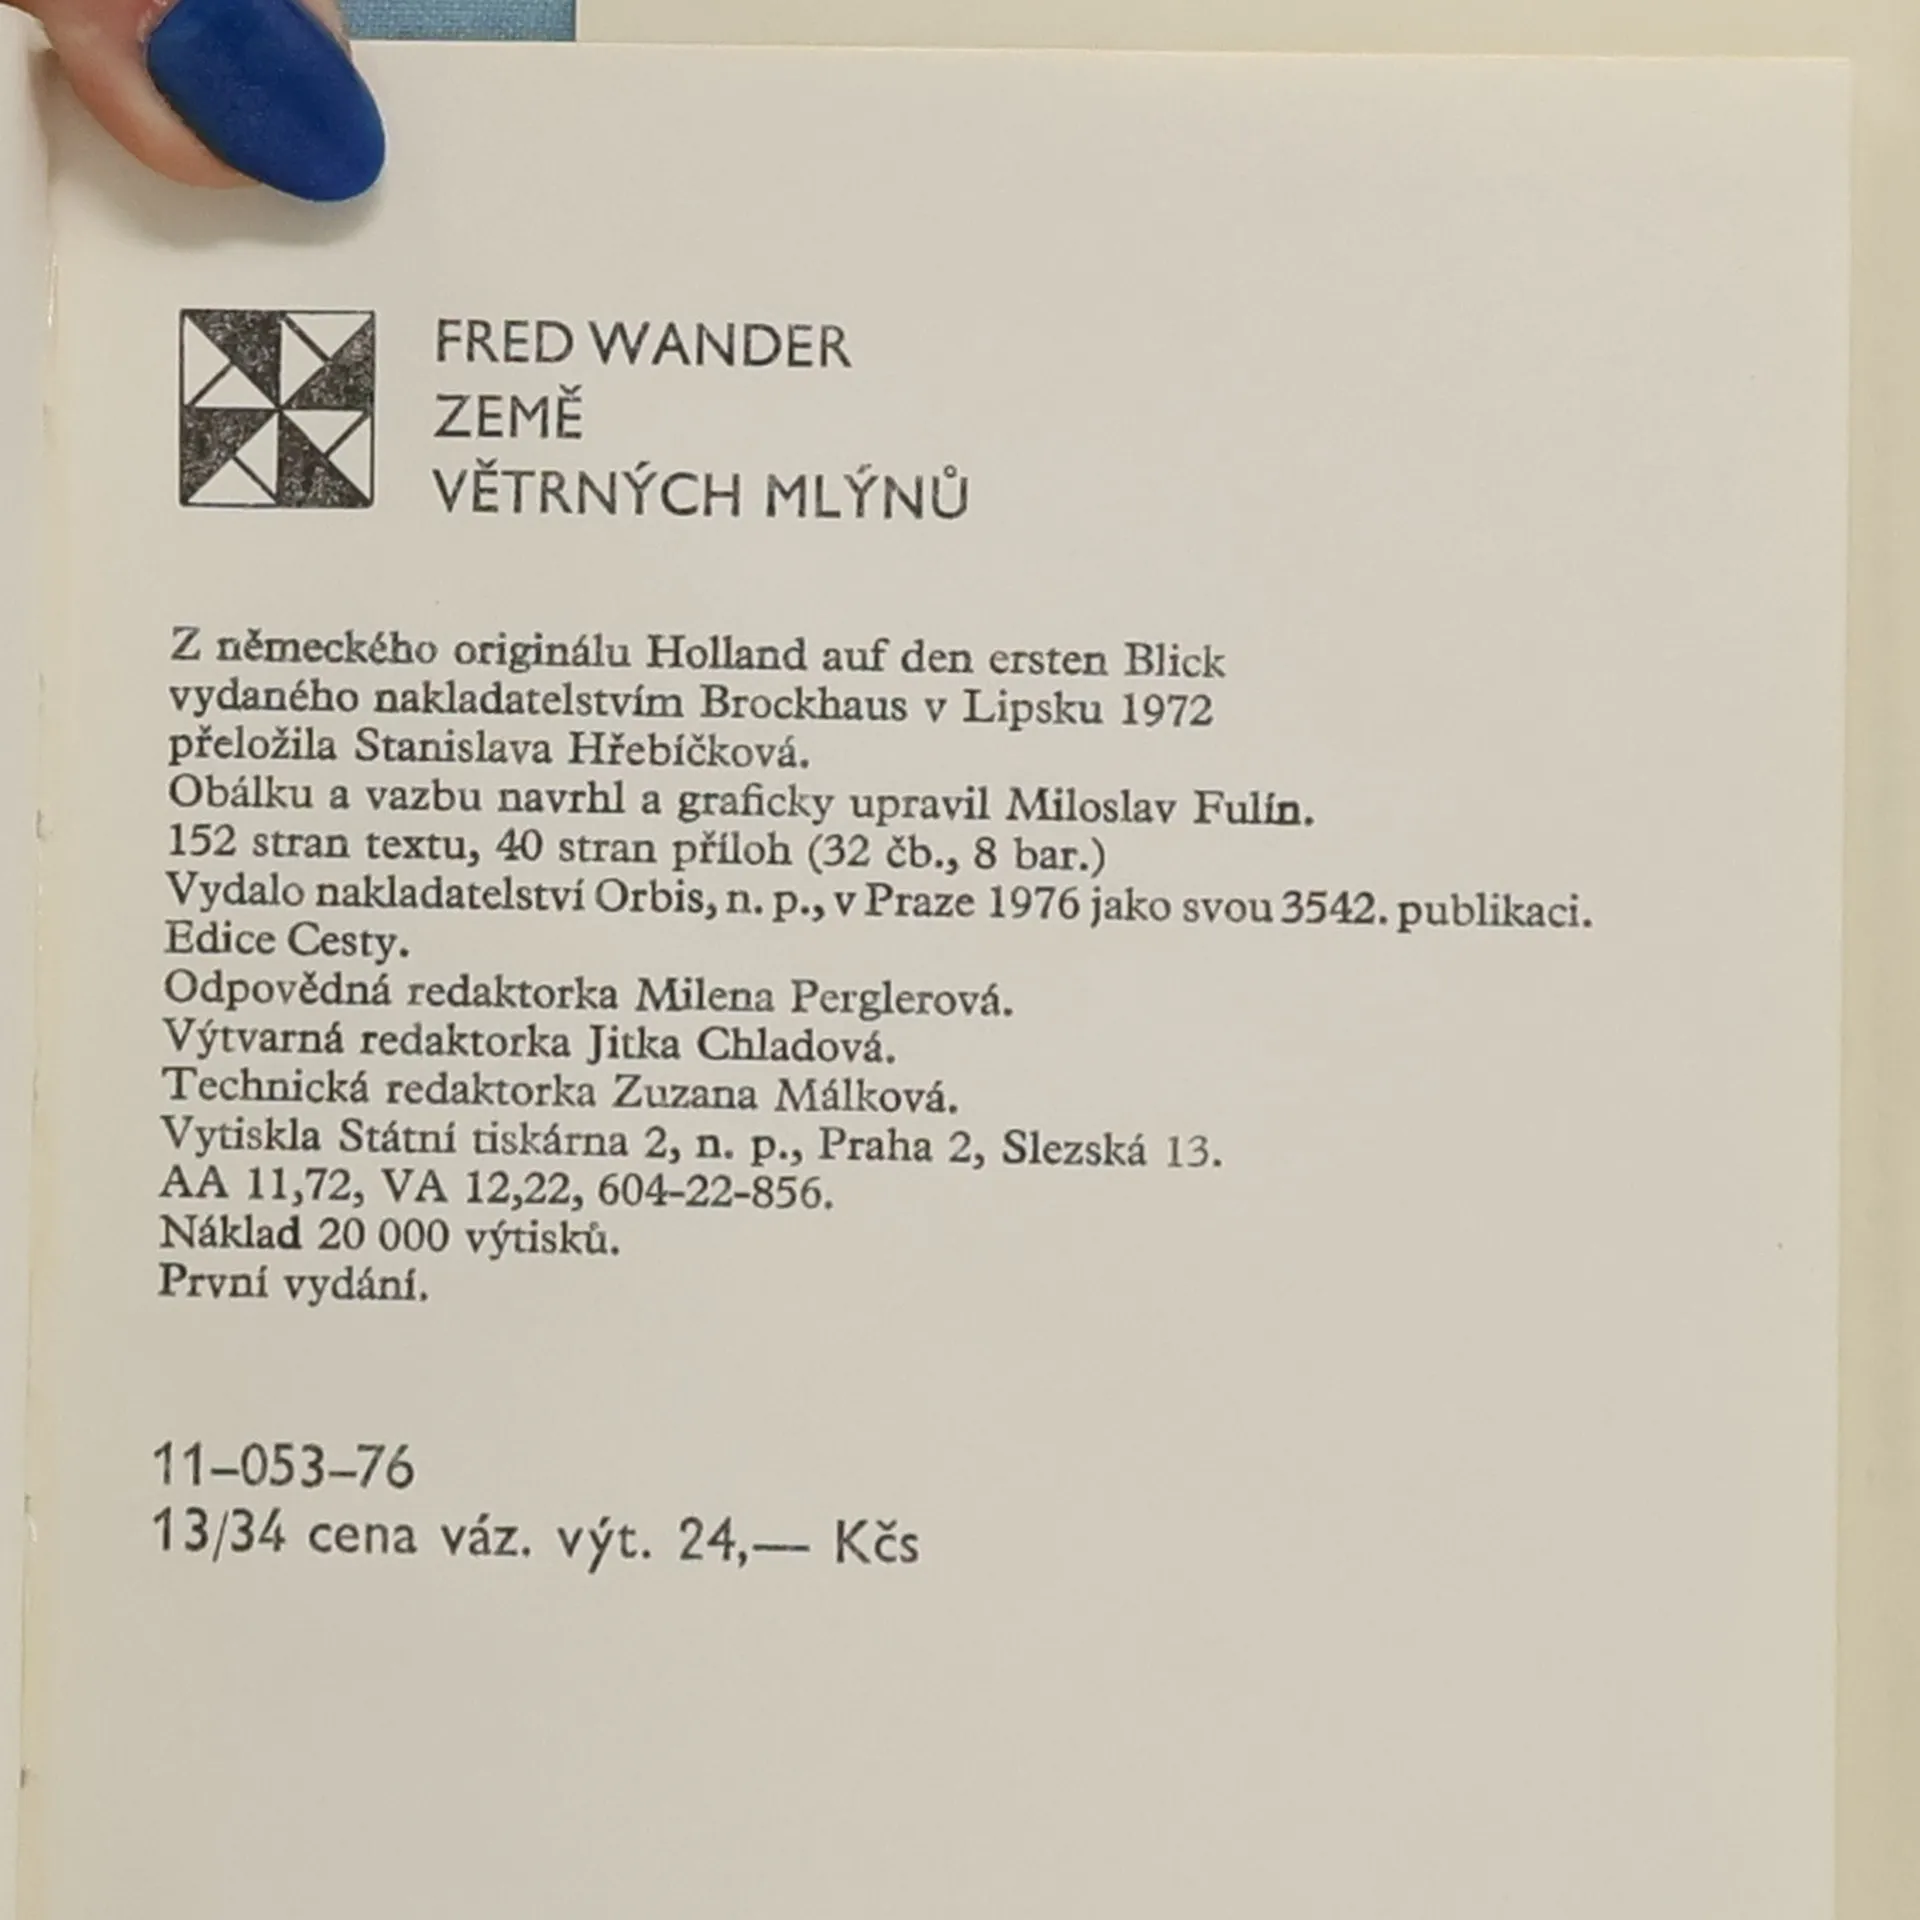 FRED WANDER
ZEMĚ
VĚTRNÝCH MLÝNŮ
Z německého originálu Holland auf den ersten Blick
vydaného nakladatelstvím Brockhaus v Lipsku 1972
přeložila Stanislava Hřebíčková.
Obálku a vazbu navrhl a graficky upravil Miloslav Fulín.
152 stran textu, 40 stran příloh (32 čb., 8 bar.)
Vydalo nakladatelství Orbis, n. p., v Praze 1976 jako svou 3542. publikaci.
Edice Cesty.
Odpovědná redaktorka Milena Perglerová.
Výtvarná redaktorka Jitka Chladová.
Technická redaktorka Zuzana Málková.
Vytiskla Státní tiskárna 2, n. p., Praha 2, Slezská 13.
AA 11,72, VA 12,22, 604-22-856.
Náklad 20 000 výtisků.
První vydání.
11–053–76
13/34 cena váz. výt. 24,— Kčs